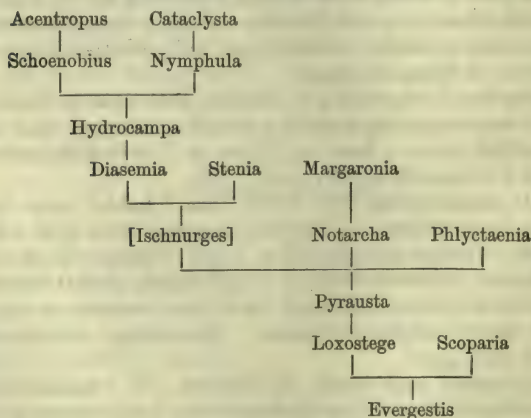 Acentropus Cataclysta
Schoenobius Nymphula
Hydrocampa
Diasemia Stenia Margaronia
[Ischnurges] Notarcha Phlyctaenia
Pyrausta
Loxostege Scoparia
Evergestis